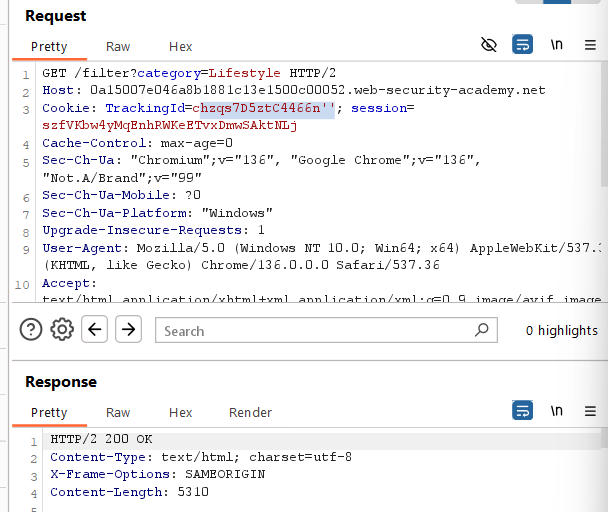 Request
Pretty Raw Hex \n
1 GET /filter?category=Lifestyle HTTP/2
2 Host: 0a15007e046a8b1881c13e1500c00052.web-security-academy.net
3 Cookie: TrackingId=chzqs7D5ztC4466n''; session=
szfVKbw4yMqEnhRWKeETvxDmwSAktNLj
4 Cache-Control: max-age=0
5 Sec-Ch-Ua: "Chromium";v="136", "Google Chrome";v="136",
"Not.A/Brand";v="99"
6 Sec-Ch-Ua-Mobile: ?0
7 Sec-Ch-Ua-Platform: "Windows"
8 Upgrade-Insecure-Requests: 1
9 User-Agent: Mozilla/5.0 (Windows NT 10.0; Win64; x64) AppleWebKit/537.3
(KHTML, like Gecko) Chrome/136.0.0.0 Safari/537.36
10 Accept:
text/html,application/xhtml+xml,application/xml;q=0.9,image/avif,image
Search
0 highlights
Response
Pretty Raw Hex Render \n
1 HTTP/2 200 OK
2 Content-Type: text/html; charset=utf-8
3 X-Frame-Options: SAMEORIGIN
4 Content-Length: 5310
5